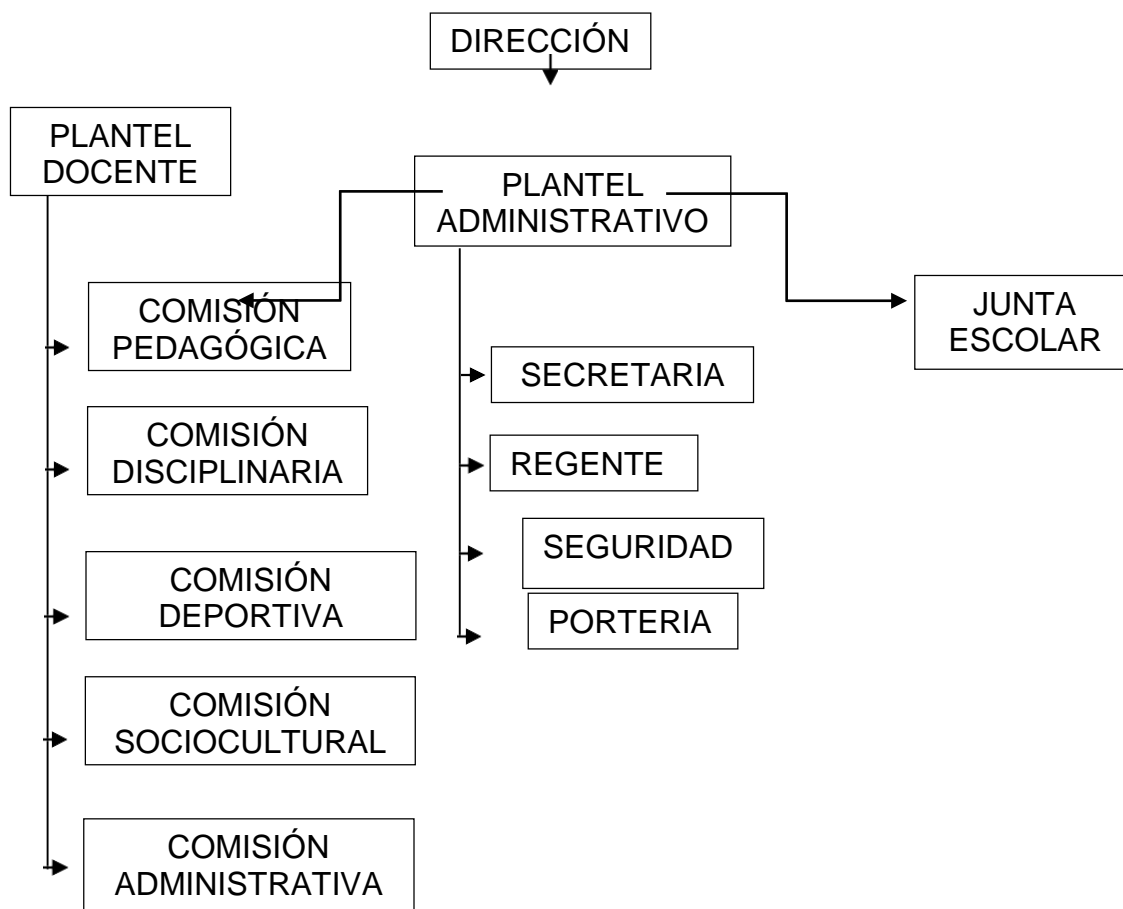 DIRECCIÓN
PLANTEL
DOCENTE
PLANTEL
ADMINISTRATIVO
COMISIÓN
PEDAGÓGICA
JUNTA
ESCOLAR
SECRETARIA
COMISIÓN
DISCIPLINARIA
REGENTE
SEGURIDAD
COMISIÓN
DEPORTIVA
PORTERIA
COMISIÓN
SOCIOCULTURAL
COMISIÓN
ADMINISTRATIVA